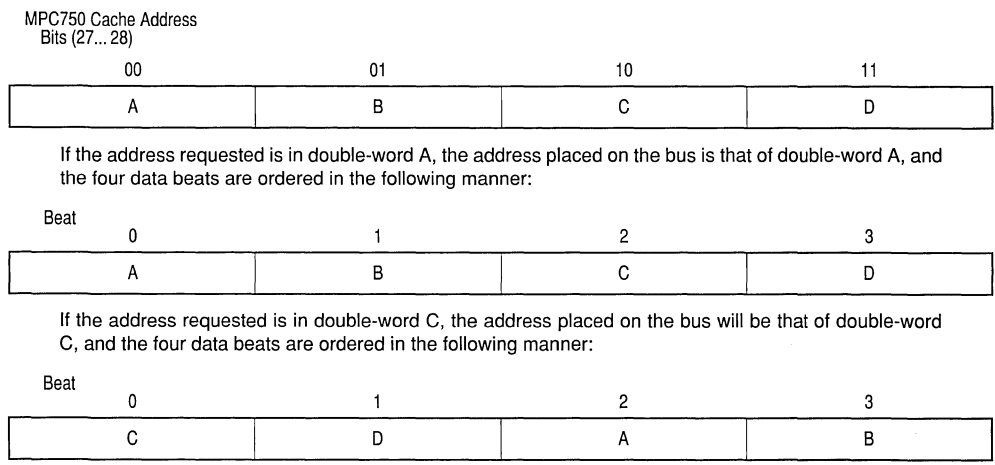 MPC750 Cache Address
Bits (27... 28)
00 01 10 11
A B C D
If the address requested is in double-word A, the address placed on the bus is that of double-word A, and
the four data beats are ordered in the following manner:
Beat
0 1 2 3
A B C D
If the address requested is in double-word C, the address placed on the bus will be that of double-word
C, and the four data beats are ordered in the following manner:
Beat
0 1 2 3
C D A B